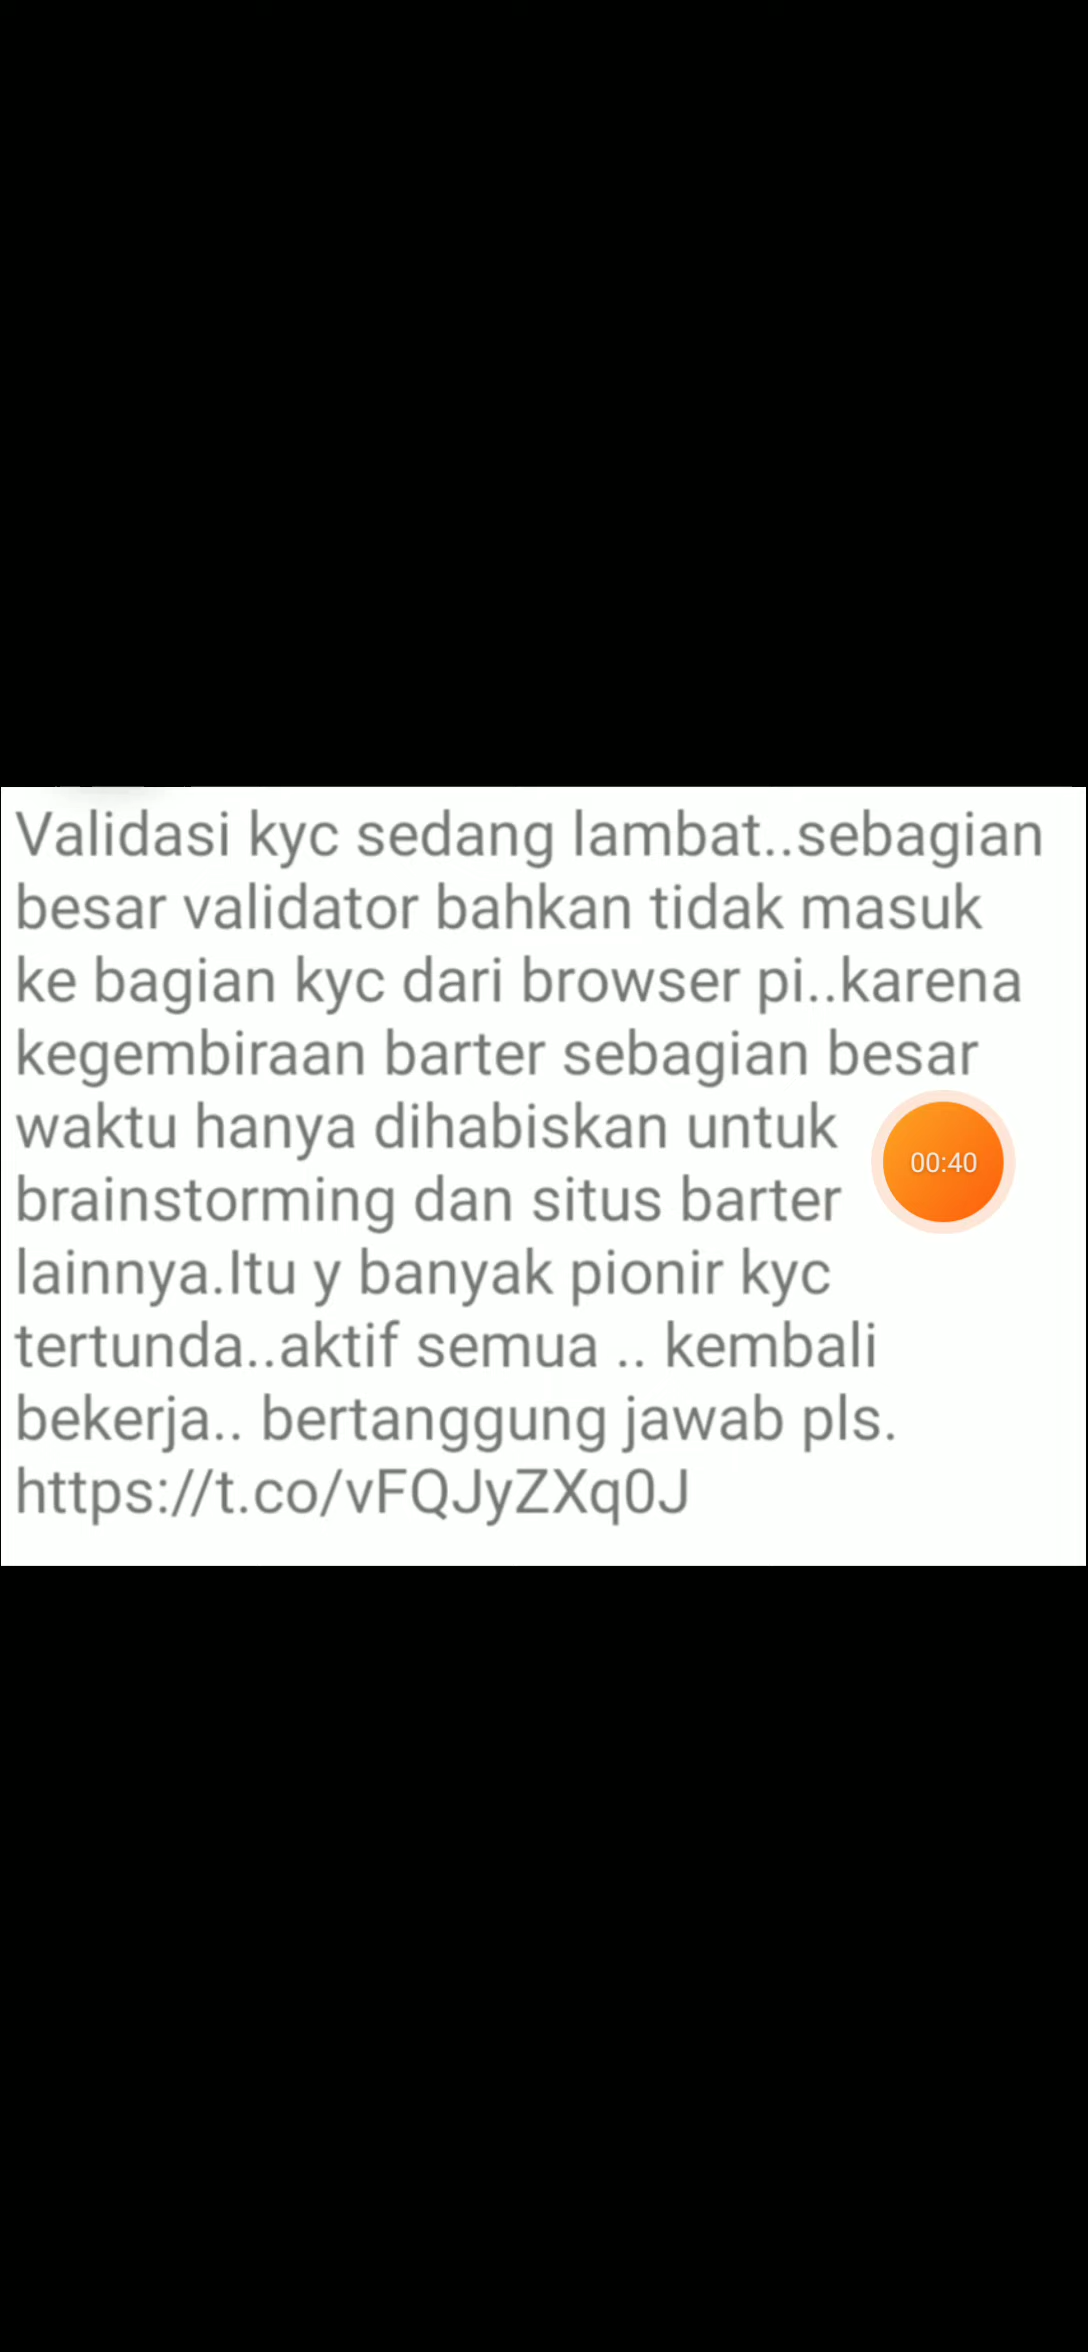 Validasi kyc sedang lambat..sebagian
besar validator bahkan tidak masuk
ke bagian kyc dari browser pi..karena
kegembiraan barter sebagian besar
waktu hanya dihabiskan untuk
00:40
brainstorming dan situs barter
lainnya.Itu y banyak pionir kyc
tertunda..aktif semua .. kembali
bekerja.. bertanggung jawab pls.
https://t.co/vFQJyZXq0J